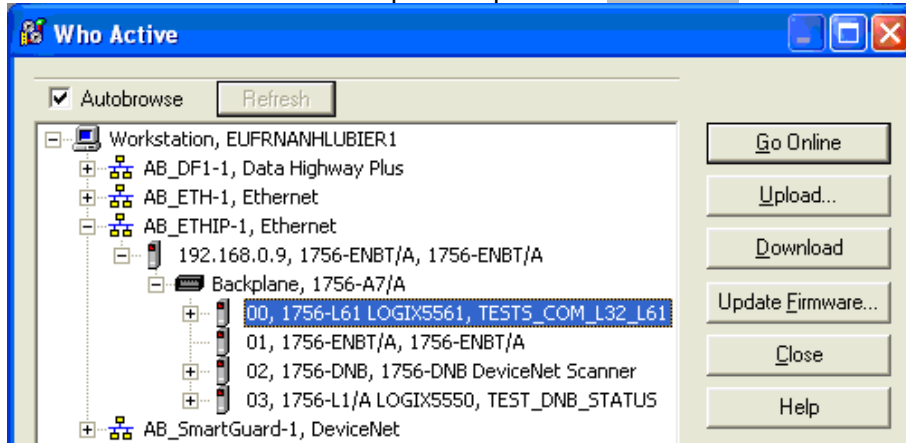 Who Active
Autobrowse
Refresh
Workstation, EUFRNANHLUBIER1
AB_DF1-1, Data Highway Plus
AB_ETH-1, Ethernet
AB_ETHIP-1, Ethernet
192.168.0.9, 1756-ENBT/A, 1756-ENBT/A
Backplane, 1756-A7/A
00, 1756-L61 LOGIX5561, TESTS_COM_L32_L61
01, 1756-ENBT/A, 1756-ENBT/A
02, 1756-DNB, 1756-DNB DeviceNet Scanner
03, 1756-L1/A LOGIX5550, TEST_DNB_STATUS
AB_SmartGuard-1, DeviceNet
Go Online
Upload...
Download
Update Firmware...
Close
Help